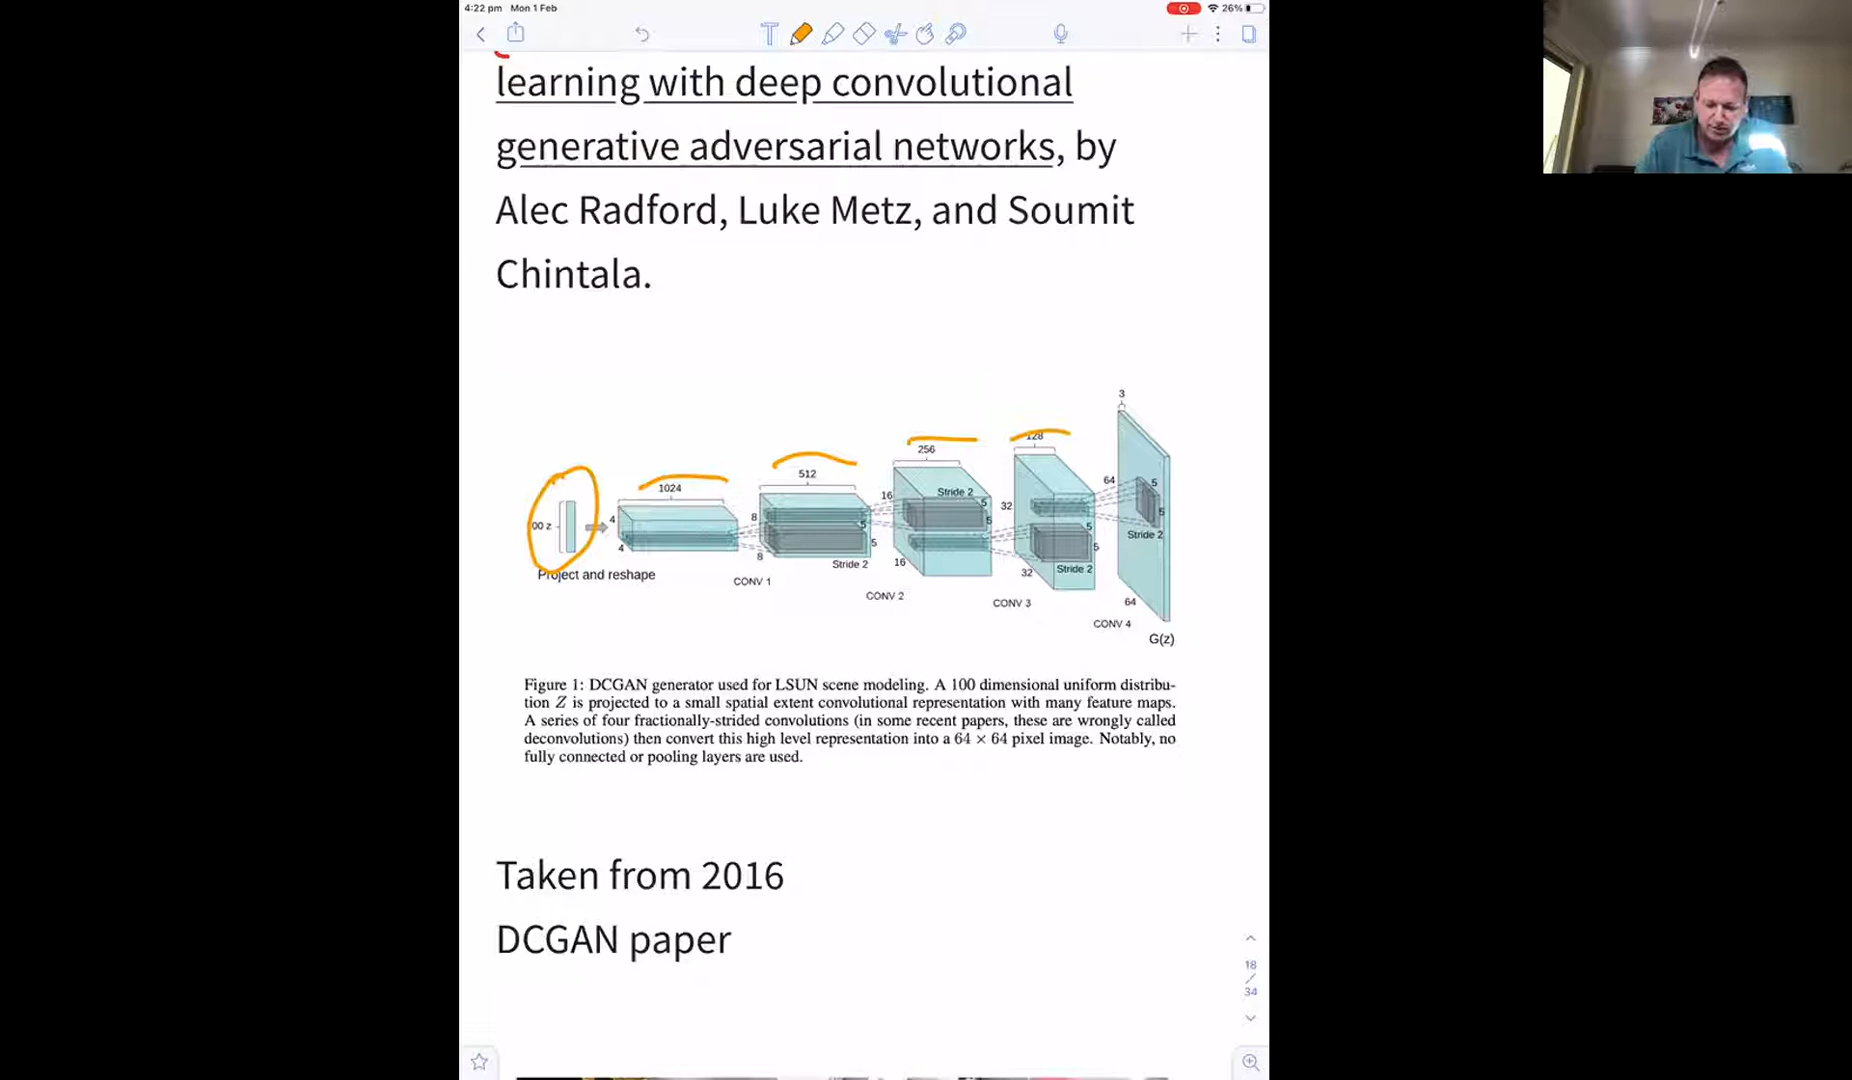 4:22 pm Mon 1 Feb
26%
learning with deep convolutional
generative adversarial networks, by
Alec Radford, Luke Metz, and Soumit
Chintala.
3
128
256
512
1024
64
5
16
Stride 2
5
32
00 z
4
8
5
5
5
5
Stride 2
4
8
5
Stride 2
16
5
Stride 2
32
Project and reshape
CONV 1
CONV 2
CONV 3
64
CONV 4
G(z)
Figure 1: DCGAN generator used for LSUN scene modeling. A 100 dimensional uniform distribu-
tion Z is projected to a small spatial extent convolutional representation with many feature maps.
A series of four fractionally-strided convolutions (in some recent papers, these are wrongly called
deconvolutions) then convert this high level representation into a 64 × 64 pixel image. Notably, no
fully connected or pooling layers are used.
Taken from 2016
DCGAN paper
18
/
34